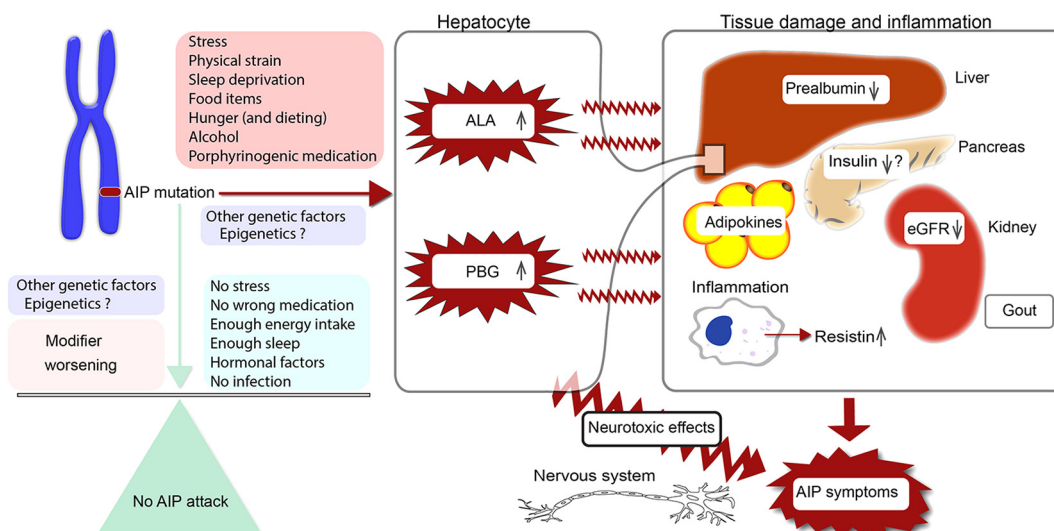 Hepatocyte
Tissue damage and inflammation
Stress
Physical strain
Sleep deprivation
Food items
Hunger (and dieting)
Alcohol
Porphyrinogenic medication
AIP mutation
Other genetic factors
Epigenetics ?
Other genetic factors
Epigenetics ?
Modifier
worsening
No stress
No wrong medication
Enough energy intake
Enough sleep
Hormonal factors
No infection
No AIP attack
ALA ↑
PBG ↑
Prealbumin ↓
Liver
Insulin ↓?
Pancreas
Adipokines
eGFR ↓
Kidney
Inflammation
Resistin ↑
Gout
Neurotoxic effects
Nervous system
AIP symptoms